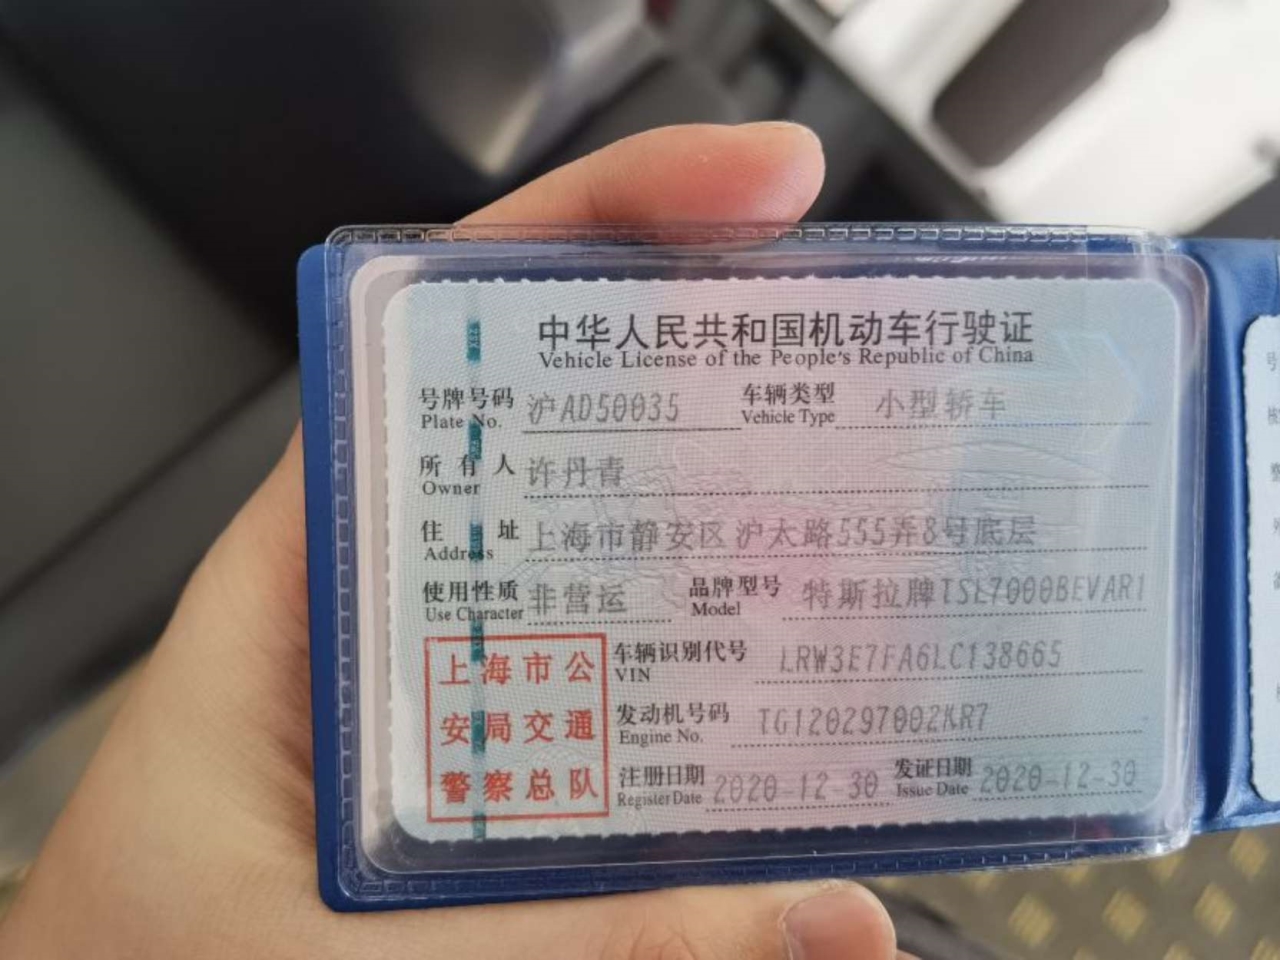 中华人民共和国机动车行驶证
Vehicle License of the People's Republic of China
号牌号码 沪AD50035 车辆类型 小型轿车
Plate No. Vehicle Type
所有人 许丹青
Owner
住址 上海市静安区沪太路555弄8号底层
Address
使用性质 非营运 品牌型号 特斯拉牌TSL7000BEVAR1
Use Character Model
上海市公 车辆识别代号 LRW3E7FA6LC138665
VIN
安局交通 发动机号码 TG120297002KR7
Engine No.
警察总队 注册日期 2020-12-30 发证日期 2020-12-30
Register Date Issue Date